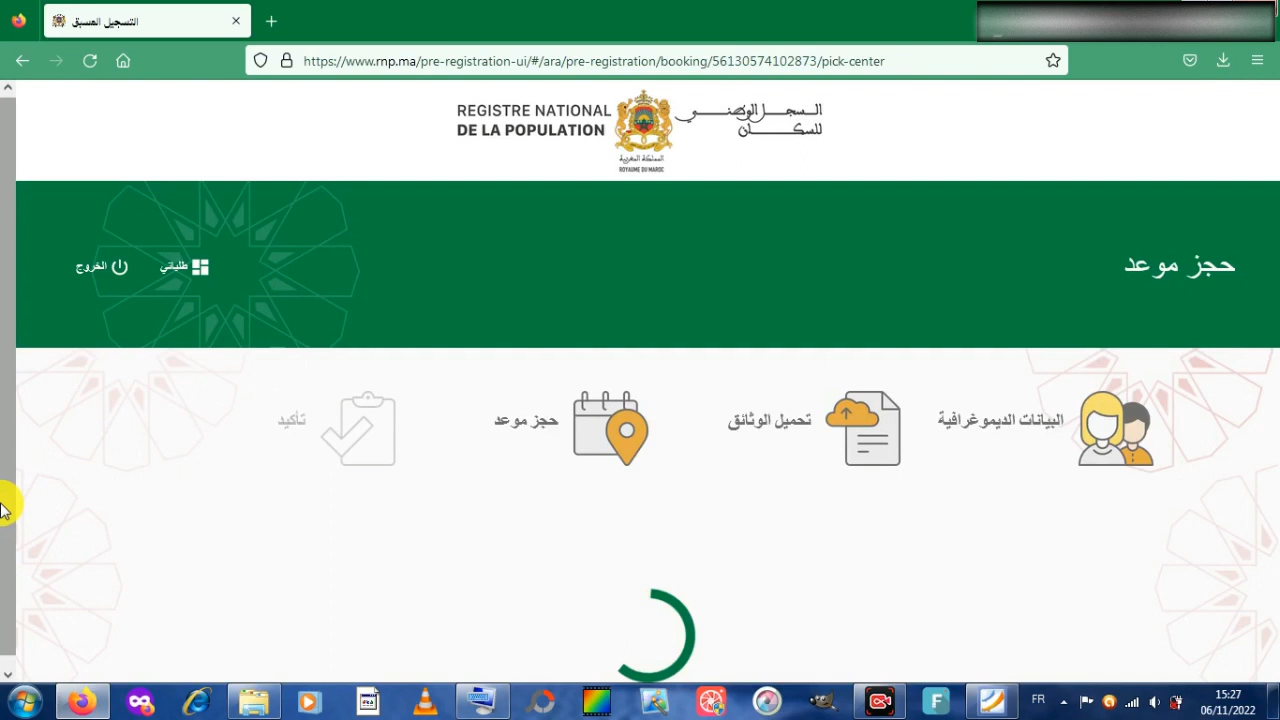 التسجيل المسبق
https://www.rnp.ma/pre-registration-ui/#/ara/pre-registration/booking/56130574102873/pick-center
REGISTRE NATIONAL
DE LA POPULATION
السجل الوطني
للسكان
المملكة المغربية
ROYAUME DU MAROC
حجز موعد
طلباتي
الخروج
البيانات الديموغرافية
تحميل الوثائق
حجز موعد
تأكيد
FR
15:27
06/11/2022